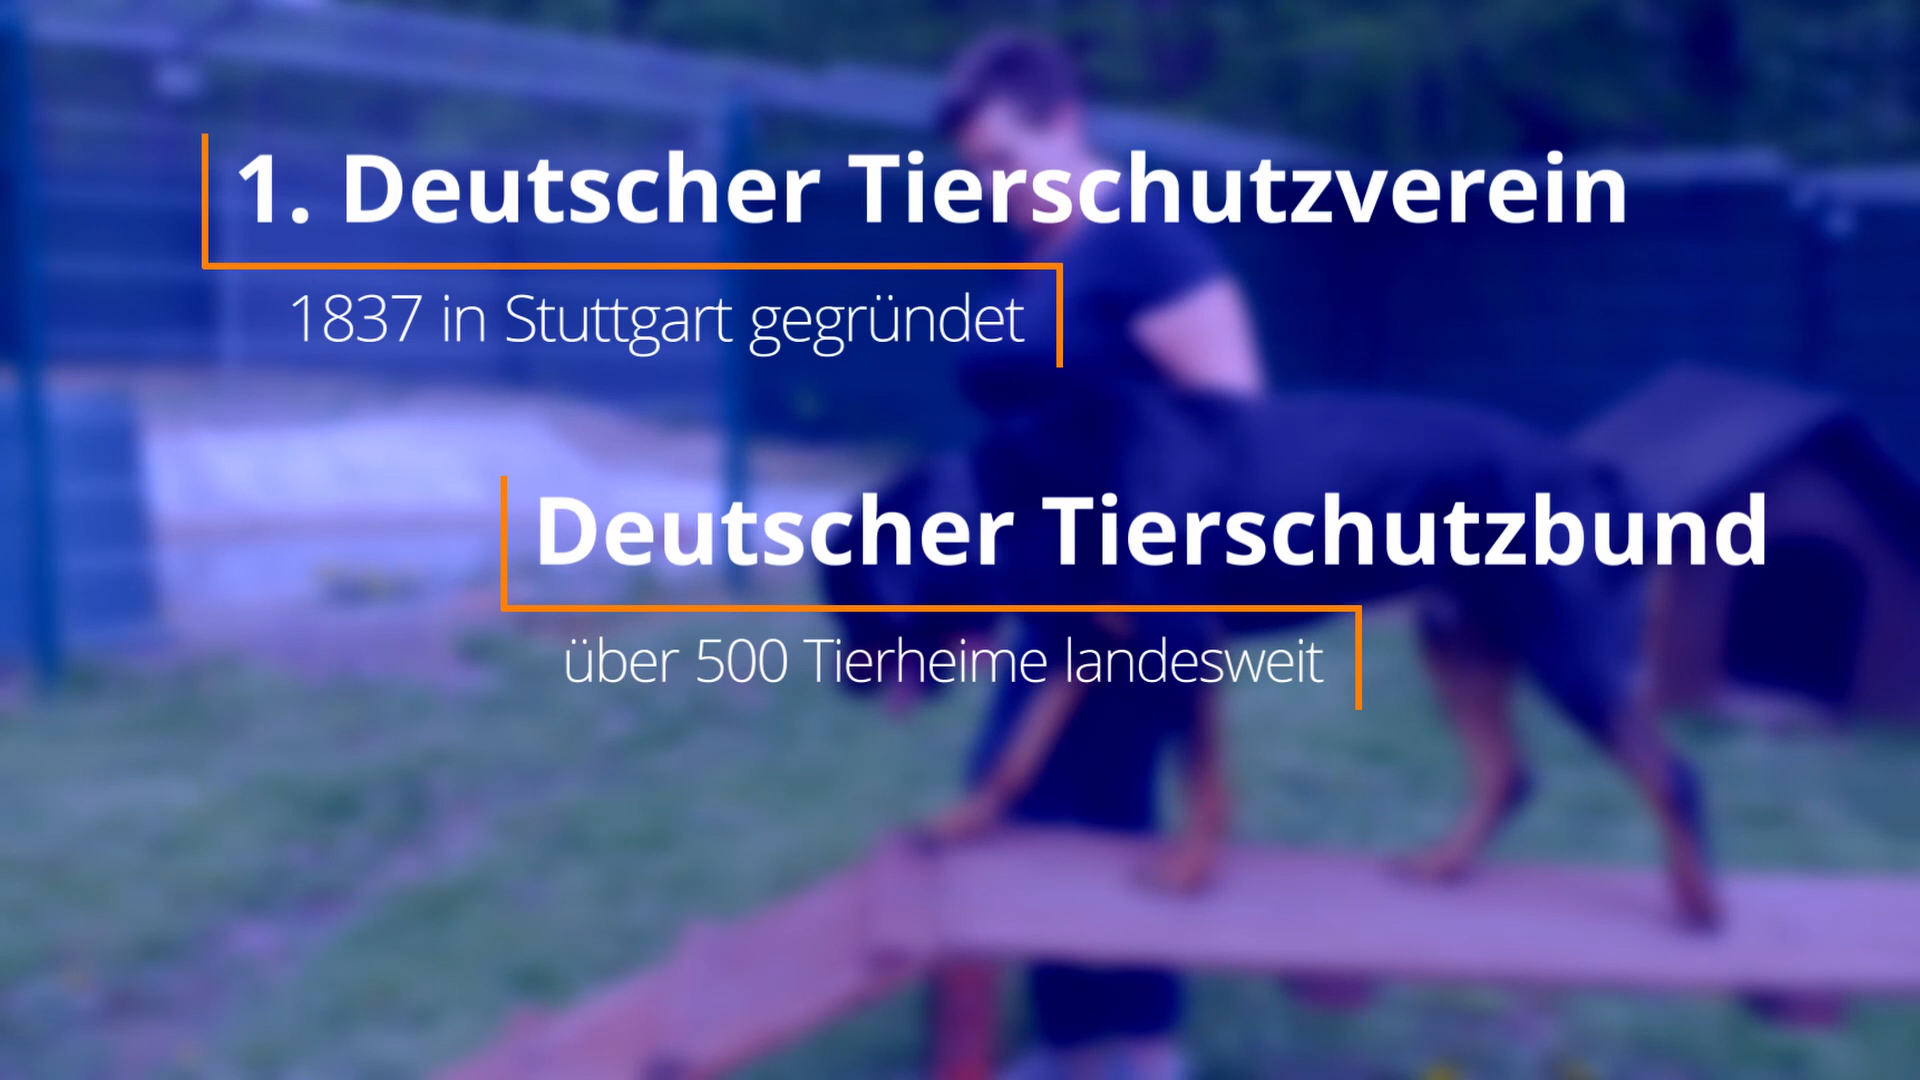 1. Deutscher Tierschutzverein
1837 in Stuttgart gegründet
Deutscher Tierschutzbund
über 500 Tierheime landesweit